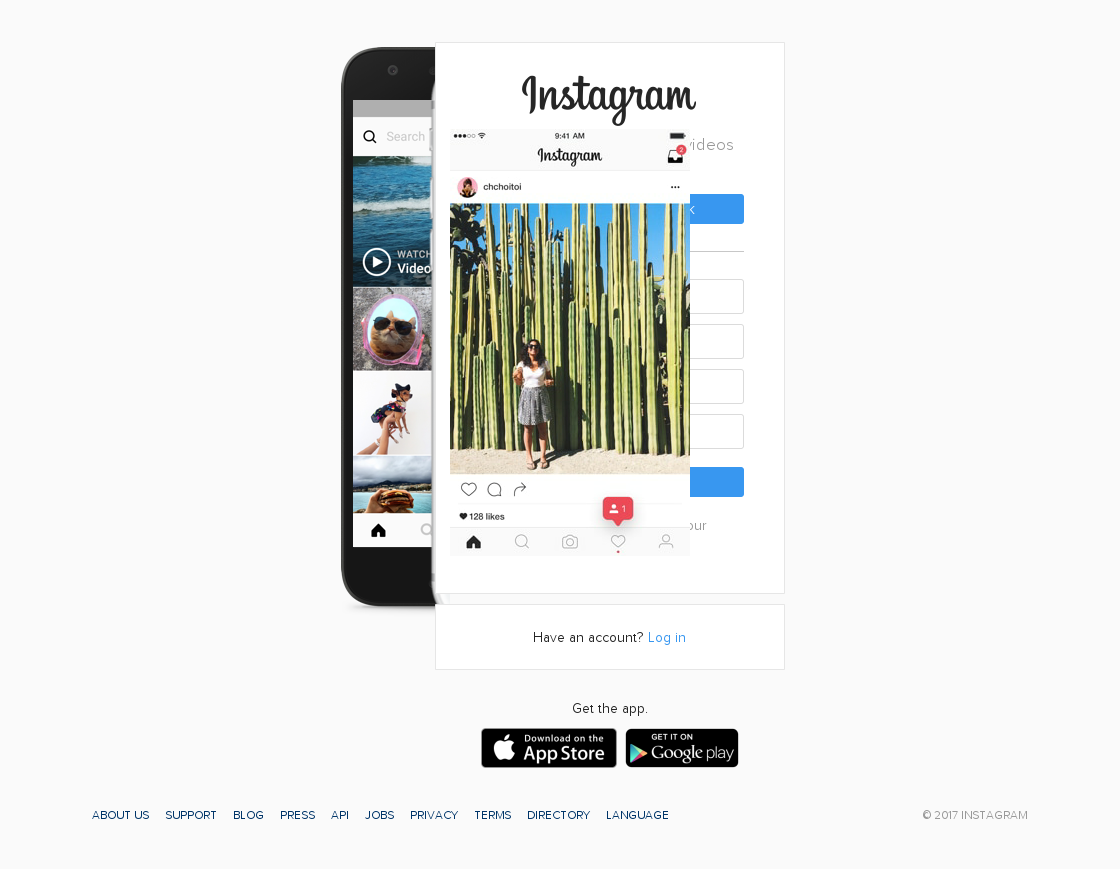 Instagram
9:41 AM
videos
Search
Instagram
2
chchoitoi
WATCH
Video
1
128 likes
our
Have an account? Log in
Get the app.
Download on the
App Store
GET IT ON
Google play
ABOUT US SUPPORT BLOG PRESS API JOBS PRIVACY TERMS DIRECTORY LANGUAGE © 2017 INSTAGRAM